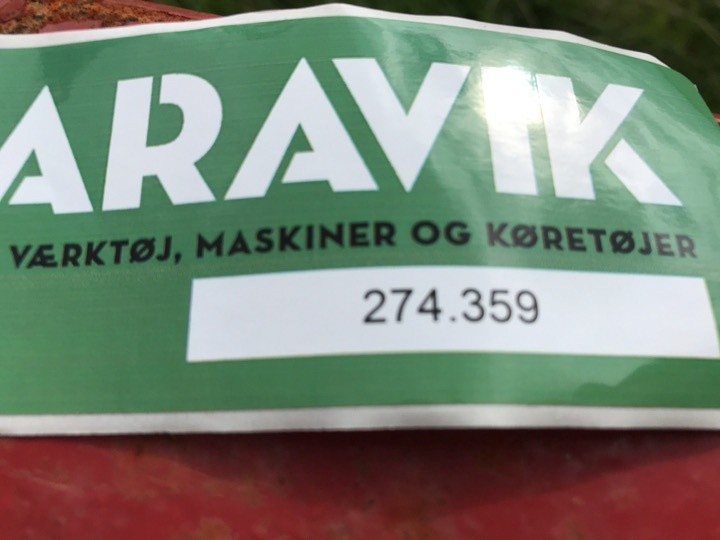 ARAVIK
VÆRKTØJ, MASKINER OG KØRETØJER
274.359